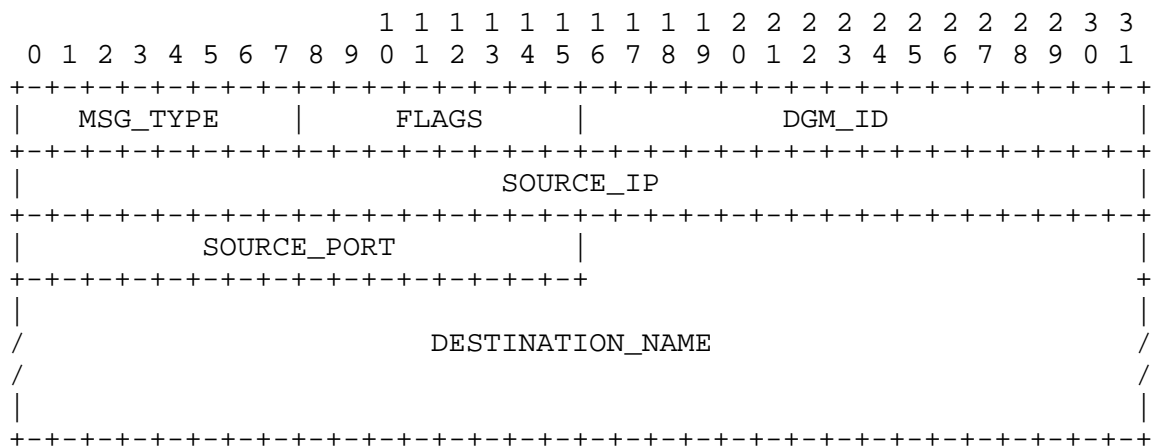 1 1 1 1 1 1 1 1 1 1 2 2 2 2 2 2 2 2 2 2 3 3
 0 1 2 3 4 5 6 7 8 9 0 1 2 3 4 5 6 7 8 9 0 1 2 3 4 5 6 7 8 9 0 1
+-+-+-+-+-+-+-+-+-+-+-+-+-+-+-+-+-+-+-+-+-+-+-+-+-+-+-+-+-+-+-+-+
|   MSG_TYPE    |     FLAGS     |           DGM_ID              |
+-+-+-+-+-+-+-+-+-+-+-+-+-+-+-+-+-+-+-+-+-+-+-+-+-+-+-+-+-+-+-+-+
|                           SOURCE_IP                           |
+-+-+-+-+-+-+-+-+-+-+-+-+-+-+-+-+-+-+-+-+-+-+-+-+-+-+-+-+-+-+-+-+
|          SOURCE_PORT          |                               |
+-+-+-+-+-+-+-+-+-+-+-+-+-+-+-+-+                               +
|                                                               |
/                       DESTINATION_NAME                        /
/                                                               /
|                                                               |
+-+-+-+-+-+-+-+-+-+-+-+-+-+-+-+-+-+-+-+-+-+-+-+-+-+-+-+-+-+-+-+-+